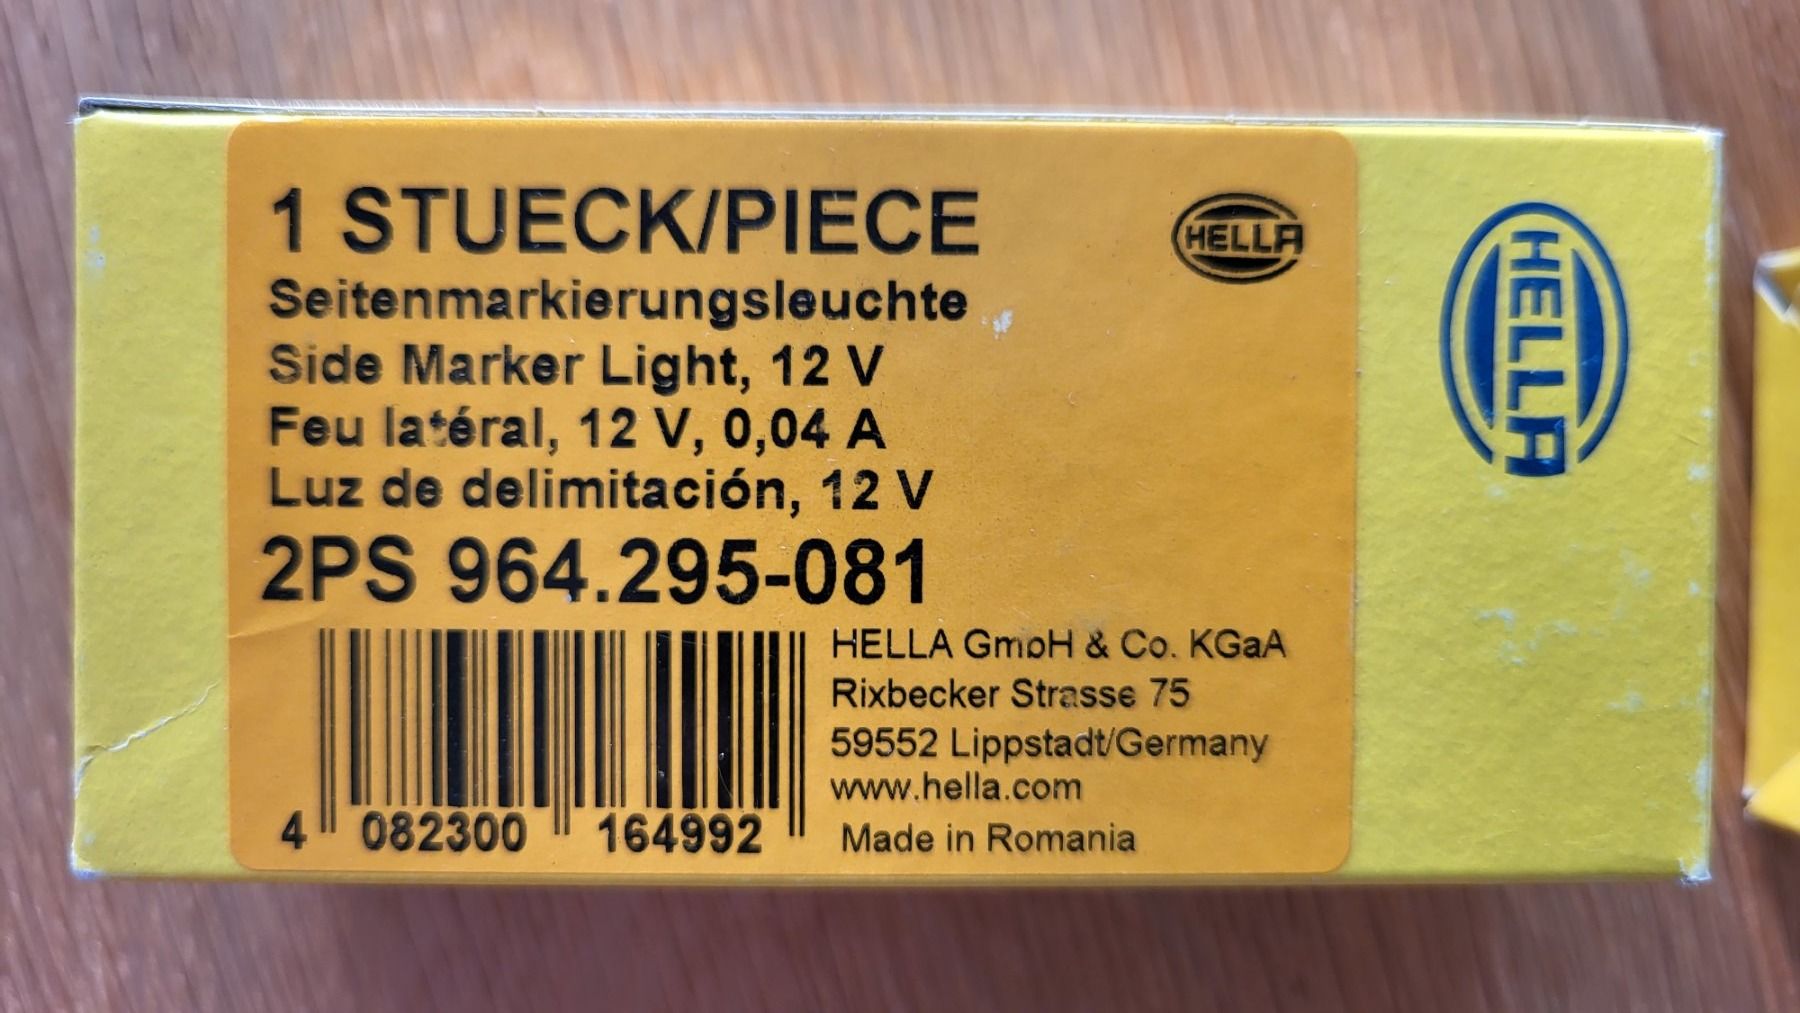 1 STUECK/PIECE
HELLA
Seitenmarkierungsleuchte
Side Marker Light, 12 V
Feu latéral, 12 V, 0,04 A
Luz de delimitación, 12 V
2PS 964.295-081
HELLA GmbH & Co. KGaA
Rixbecker Strasse 75
59552 Lippstadt/Germany
www.hella.com
Made in Romania
4 082300 164992
HELLA